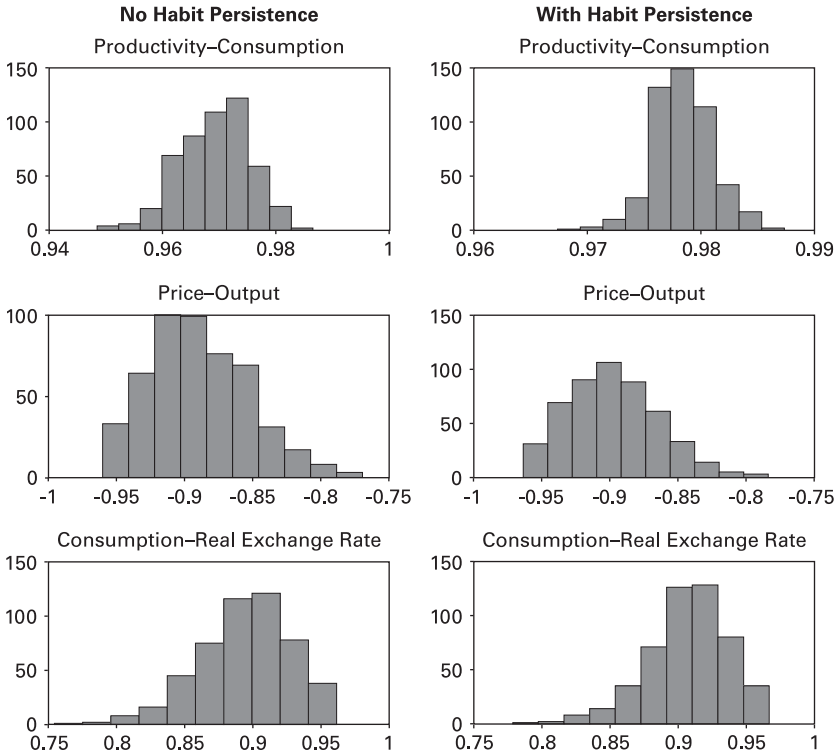 No Habit Persistence
With Habit Persistence
Productivity–Consumption
Productivity–Consumption
150
100
50
0
0.94 0.96 0.98 1
150
100
50
0
0.96 0.97 0.98 0.99
Price–Output
Price–Output
100
50
0
-1 -0.95 -0.9 -0.85 -0.8 -0.75
150
100
50
0
-1 -0.95 -0.9 -0.85 -0.8 -0.75
Consumption–Real Exchange Rate
Consumption–Real Exchange Rate
150
100
50
0
0.75 0.8 0.85 0.9 0.95 1
150
100
50
0
0.75 0.8 0.85 0.9 0.95 1